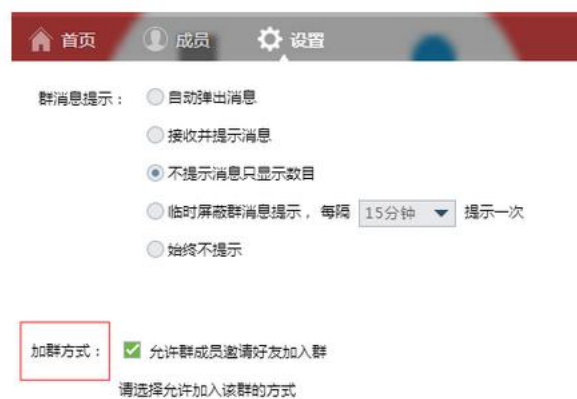 首页 成员 设置
群消息提示： 自动弹出消息
接收并提示消息
不提示消息只显示数目
临时屏蔽群消息提示，每隔 15分钟 提示一次
始终不提示
加群方式： 允许群成员邀请好友加入群
请选择允许加入该群的方式